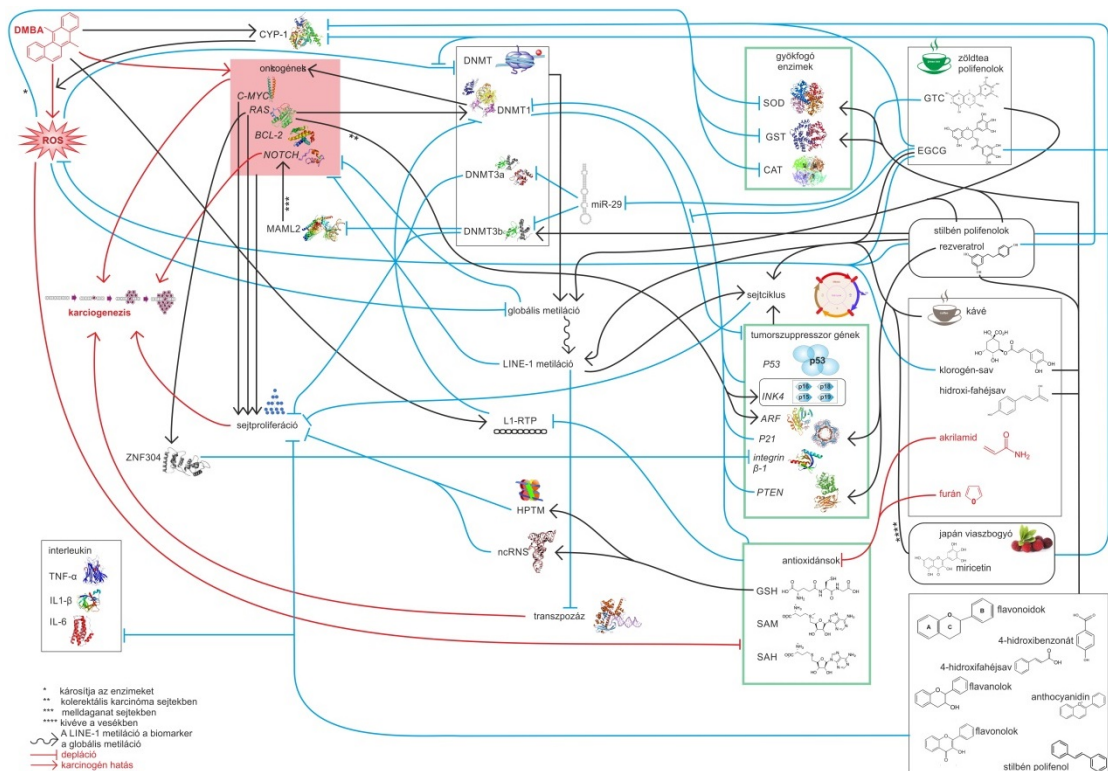 DMBA
CYP-1
*
ROS
onkogének
C-MYC
RAS
BCL-2
NOTCH
**
***
MAML2
DNMT
DNMT1
DNMT3a
DNMT3b
miR-29
gyökfogó
enzimek
SOD
GST
CAT
zöldtea
polifenolok
GTC
EGCG
stilbén polifenolok
rezveratrol
karciogenezis
globális metiláció
sejtciklus
LINE-1 metiláció
tumorszuppresszor gének
P53
p53
INK4
p16
p18
p15
p19
ARF
P21
integrin
β-1
PTEN
kávé
klorogén-sav
hidroxi-fahéjsav
akrilamid
NH₂
furán
sejtproliferáció
L1-RTP
ZNF304
HPTM
ncRNS
transzpozáz
interleukin
TNF-α
IL1-β
IL-6
antioxidánsok
GSH
SAM
SAH
****
japán viaszbogyó
miricetin
flavonoidok
A
C
B
4-hidroxibenzonát
4-hidroxifahéjsav
flavanolok
anthocyanidin
flavonolok
stilbén polifenol
* károsítja az enzimeket
** kolerektális karcinóma sejtekben
*** melldaganat sejtekben
**** kivéve a vesékben
A LINE-1 metiláció a biomarker
a globális metiláció
depláció
karcinogén hatás